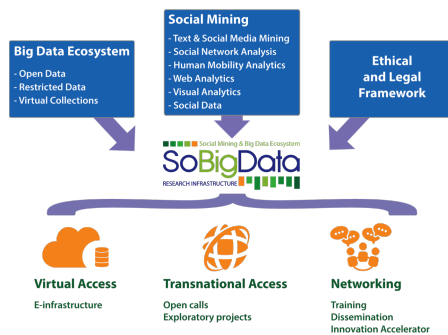 Big Data Ecosystem
- Open Data
- Restricted Data
- Virtual Collections
Social Mining
- Text & Social Media Mining
- Social Network Analysis
- Human Mobility Analytics
- Web Analytics
- Visual Analytics
- Social Data
Ethical
and Legal
Framework
Social Mining & Big Data Ecosystem
SoBigData
RESEARCH INFRASTRUCTURE
Virtual Access
E-infrastructure
Transnational Access
Open calls
Exploratory projects
Networking
Training
Dissemination
Innovation Accelerator